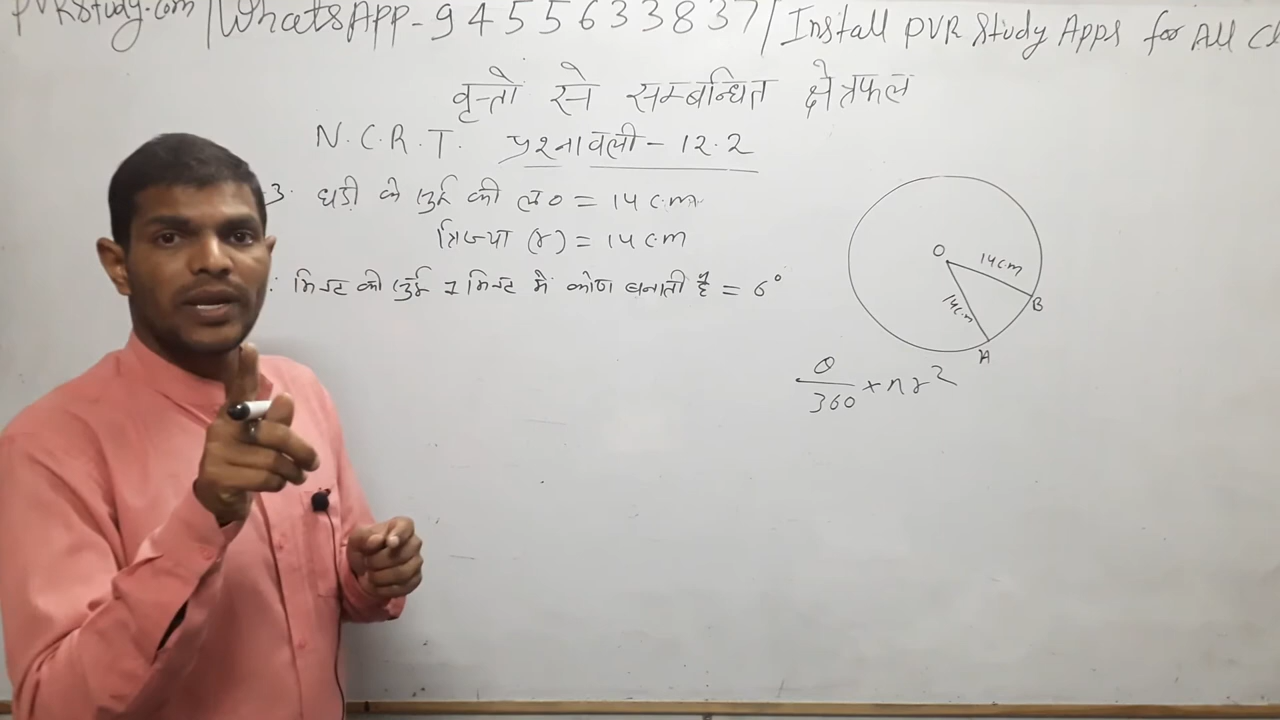 PVRStudy.com / WhatsApp - 9455633837 / Install PVR Study Apps for All
वृत्तों से सम्बन्धित क्षेत्रफल
N.C.R.T. प्रश्नावली - 12.2
3. घड़ी के सुई की ल० = 14 cm
त्रिज्या (r) = 14 cm
∵ मिनट की सुई 1 मिनट में कोण बनाती है = 6°
O
14 cm
14 cm
B
A
θ
360 × πr²